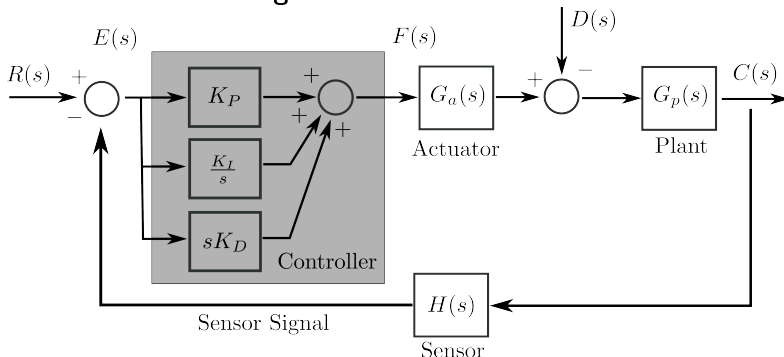 D(s)
E(s)
F(s)
R(s)
+
−
K_P
+
+
+
G_a(s)
Actuator
+
−
G_p(s)
Plant
C(s)
K_I
s
sK_D
Controller
H(s)
Sensor Signal
Sensor